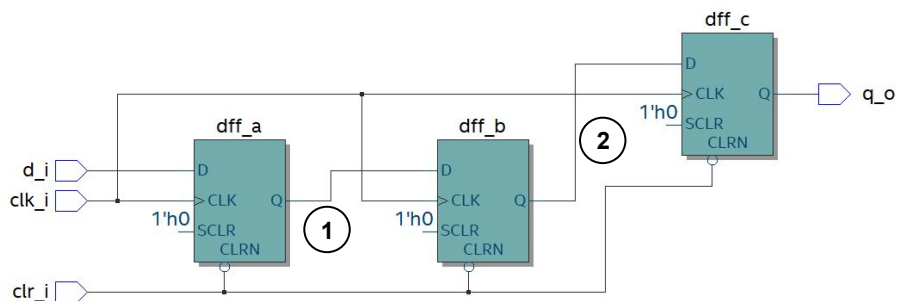 dff_c
D
CLK Q
1'h0
SCLR
CLRN
q_o
2
dff_a
dff_b
d_i
D
D
clk_i
CLK Q
CLK Q
1'h0
SCLR
CLRN
1
1'h0
SCLR
CLRN
clr_i